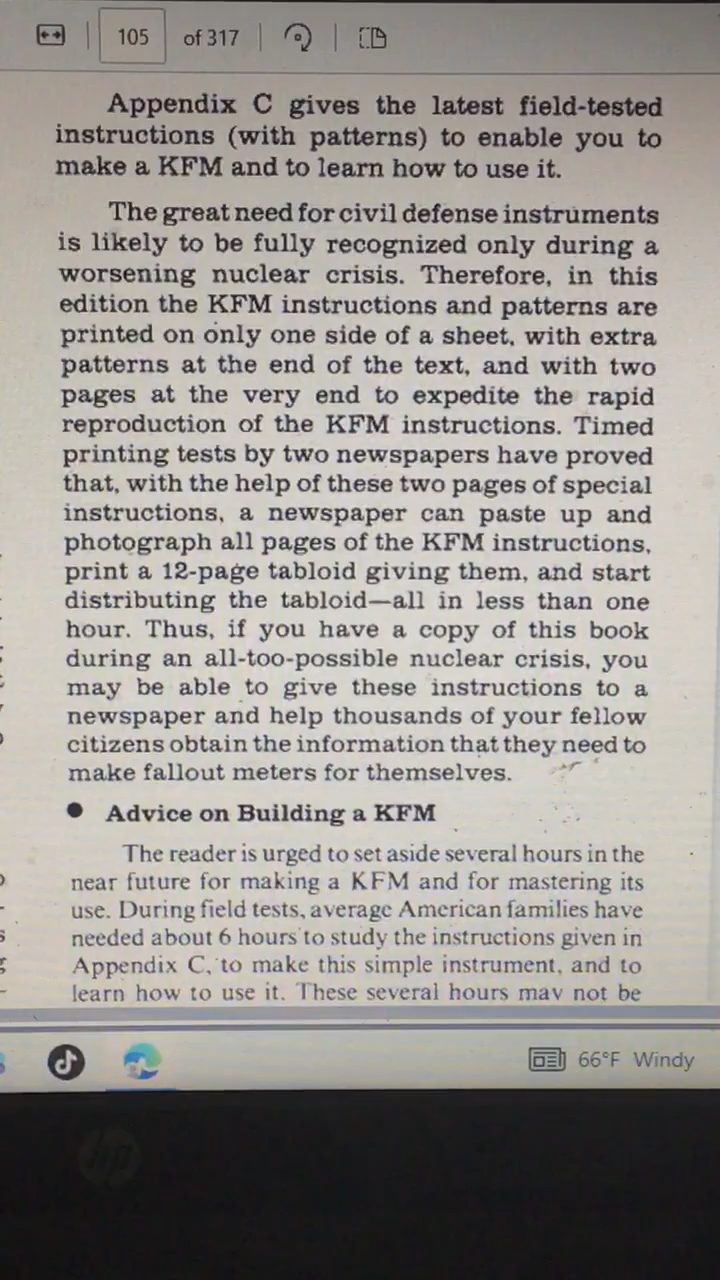 105 of 317
Appendix C gives the latest field-tested
instructions (with patterns) to enable you to
make a KFM and to learn how to use it.
The great need for civil defense instruments
is likely to be fully recognized only during a
worsening nuclear crisis. Therefore, in this
edition the KFM instructions and patterns are
printed on only one side of a sheet, with extra
patterns at the end of the text, and with two
pages at the very end to expedite the rapid
reproduction of the KFM instructions. Timed
printing tests by two newspapers have proved
that, with the help of these two pages of special
instructions, a newspaper can paste up and
photograph all pages of the KFM instructions,
print a 12-page tabloid giving them, and start
distributing the tabloid—all in less than one
hour. Thus, if you have a copy of this book
during an all-too-possible nuclear crisis, you
may be able to give these instructions to a
newspaper and help thousands of your fellow
citizens obtain the information that they need to
make fallout meters for themselves.
● Advice on Building a KFM
The reader is urged to set aside several hours in the
near future for making a KFM and for mastering its
use. During field tests, average American families have
needed about 6 hours to study the instructions given in
Appendix C, to make this simple instrument, and to
learn how to use it. These several hours may not be
66°F Windy
hp